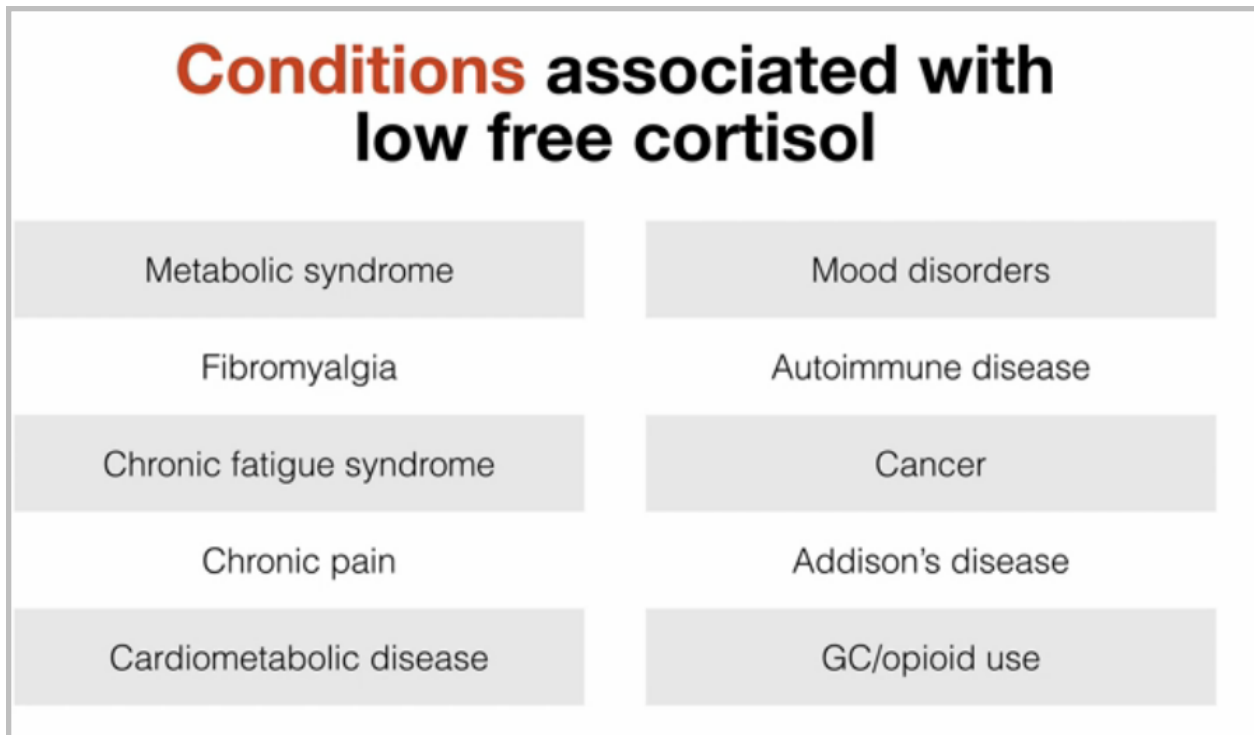 Conditions associated with
low free cortisol
Metabolic syndrome
Mood disorders
Fibromyalgia
Autoimmune disease
Chronic fatigue syndrome
Cancer
Chronic pain
Addison's disease
Cardiometabolic disease
GC/opioid use